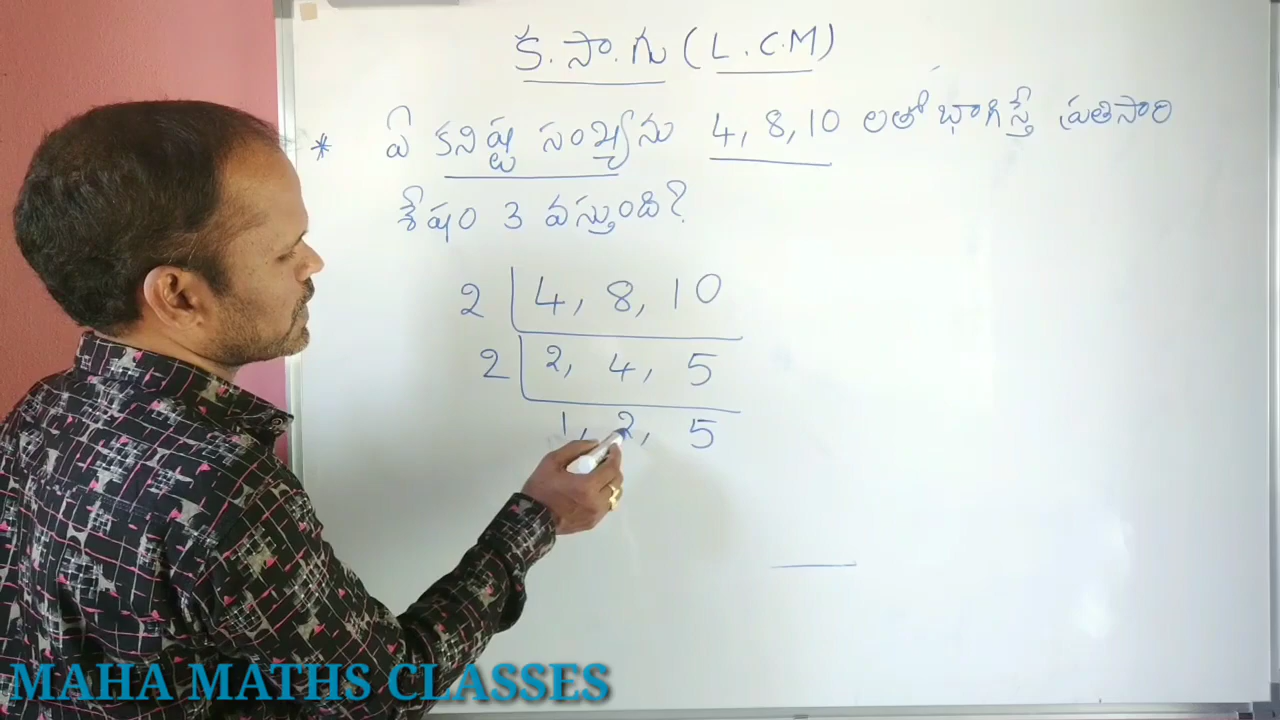 క.సా.గు (L.C.M)
* ఏ కనిష్ట సంఖ్యను 4, 8, 10 లతో భాగిస్తే ప్రతిసారి
శేషం 3 వస్తుంది?
2 4, 8, 10
2 2, 4, 5
1, 2, 5
MAHA MATHS CLASSES